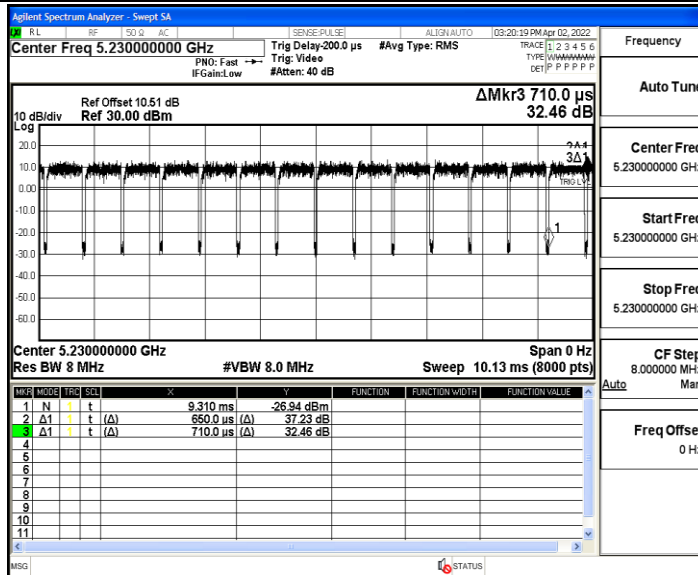 Agilent Spectrum Analyzer - Swept SA
RL RF 50 Ω AC SENSE:PULSE ALIGN AUTO 03:20:19 PM Apr 02, 2022
Center Freq 5.230000000 GHz
PNO: Fast
IFGain:Low
Trig Delay-200.0 µs
Trig: Video
#Atten: 40 dB
#Avg Type: RMS
TRACE 1 2 3 4 5 6
TYPE WWWWWW
DET P P P P P P
Ref Offset 10.51 dB
10 dB/div Ref 30.00 dBm
Log
ΔMkr3 710.0 µs
32.46 dB
20.0
10.0
0.00
-10.0
-20.0
-30.0
-40.0
-50.0
-60.0
3Δ1
TRIG LVL
1
Center 5.230000000 GHz Span 0 Hz
Res BW 8 MHz #VBW 8.0 MHz Sweep 10.13 ms (8000 pts)
MKR MODE TRC SCL X Y FUNCTION FUNCTION WIDTH FUNCTION VALUE
1 N 1 t 9.310 ms -26.94 dBm
2 Δ1 1 t (Δ) 650.0 µs (Δ) 37.23 dB
3 Δ1 1 t (Δ) 710.0 µs (Δ) 32.46 dB
4
5
6
7
8
9
10
11
MSG STATUS
Frequency
Auto Tune
Center Freq
5.230000000 GHz
Start Freq
5.230000000 GHz
Stop Freq
5.230000000 GHz
CF Step
8.000000 MHz
Auto Man
Freq Offset
0 Hz